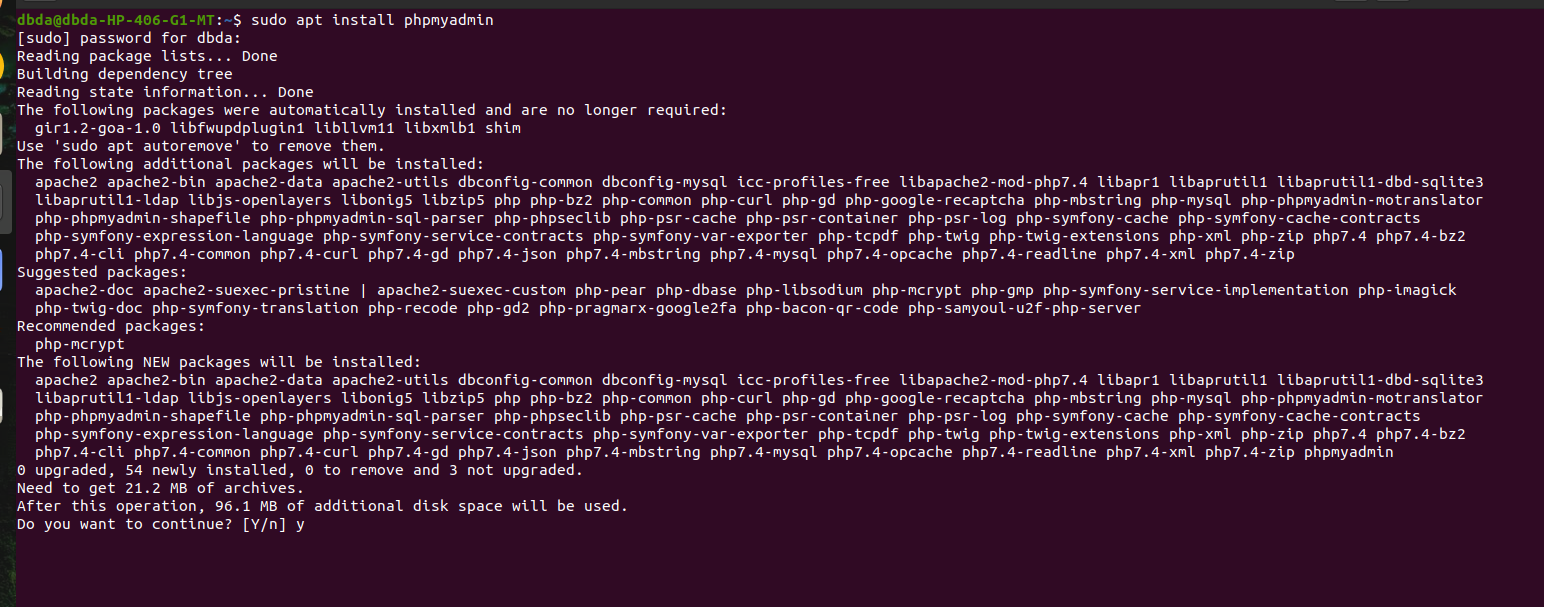 dbda@dbda-HP-406-G1-MT:~$ sudo apt install phpmyadmin
[sudo] password for dbda:
Reading package lists... Done
Building dependency tree
Reading state information... Done
The following packages were automatically installed and are no longer required:
  gir1.2-goa-1.0 libfwupdplugin1 libllvm11 libxmlb1 shim
Use 'sudo apt autoremove' to remove them.
The following additional packages will be installed:
  apache2 apache2-bin apache2-data apache2-utils dbconfig-common dbconfig-mysql icc-profiles-free libapache2-mod-php7.4 libapr1 libaprutil1 libaprutil1-dbd-sqlite3
  libaprutil1-ldap libjs-openlayers libonig5 libzip5 php php-bz2 php-common php-curl php-gd php-google-recaptcha php-mbstring php-mysql php-phpmyadmin-motranslator
  php-phpmyadmin-shapefile php-phpmyadmin-sql-parser php-phpseclib php-psr-cache php-psr-container php-psr-log php-symfony-cache php-symfony-cache-contracts
  php-symfony-expression-language php-symfony-service-contracts php-symfony-var-exporter php-tcpdf php-twig php-twig-extensions php-xml php-zip php7.4 php7.4-bz2
  php7.4-cli php7.4-common php7.4-curl php7.4-gd php7.4-json php7.4-mbstring php7.4-mysql php7.4-opcache php7.4-readline php7.4-xml php7.4-zip
Suggested packages:
  apache2-doc apache2-suexec-pristine | apache2-suexec-custom php-pear php-dbase php-libsodium php-mcrypt php-gmp php-symfony-service-implementation php-imagick
  php-twig-doc php-symfony-translation php-recode php-gd2 php-pragmarx-google2fa php-bacon-qr-code php-samyoul-u2f-php-server
Recommended packages:
  php-mcrypt
The following NEW packages will be installed:
  apache2 apache2-bin apache2-data apache2-utils dbconfig-common dbconfig-mysql icc-profiles-free libapache2-mod-php7.4 libapr1 libaprutil1 libaprutil1-dbd-sqlite3
  libaprutil1-ldap libjs-openlayers libonig5 libzip5 php php-bz2 php-common php-curl php-gd php-google-recaptcha php-mbstring php-mysql php-phpmyadmin-motranslator
  php-phpmyadmin-shapefile php-phpmyadmin-sql-parser php-phpseclib php-psr-cache php-psr-container php-psr-log php-symfony-cache php-symfony-cache-contracts
  php-symfony-expression-language php-symfony-service-contracts php-symfony-var-exporter php-tcpdf php-twig php-twig-extensions php-xml php-zip php7.4 php7.4-bz2
  php7.4-cli php7.4-common php7.4-curl php7.4-gd php7.4-json php7.4-mbstring php7.4-mysql php7.4-opcache php7.4-readline php7.4-xml php7.4-zip phpmyadmin
0 upgraded, 54 newly installed, 0 to remove and 3 not upgraded.
Need to get 21.2 MB of archives.
After this operation, 96.1 MB of additional disk space will be used.
Do you want to continue? [Y/n] y